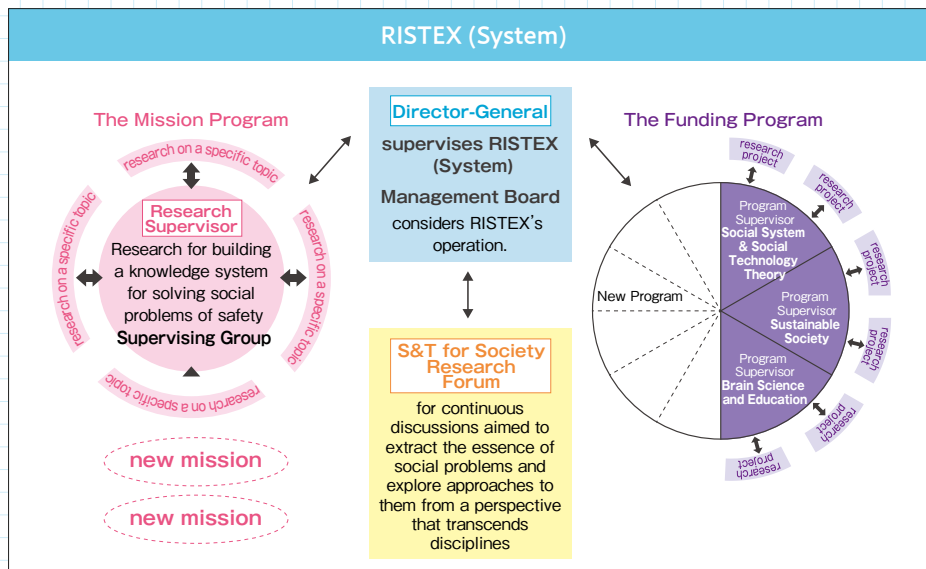 RISTEX (System)
The Mission Program
research on a specific topic
research on a specific topic
research on a specific topic
research on a specific topic
Research
Supervisor
Research for building
a knowledge system
for solving social
problems of safety
Supervising Group
new mission
new mission
Director-General
supervises RISTEX
(System)
Management Board
considers RISTEX's
operation.
S&T for Society
Research
Forum
for continuous
discussions aimed to
extract the essence of
social problems and
explore approaches to
them from a perspective
that transcends
disciplines
The Funding Program
New Program
Program
Supervisor
Social System
& Social
Technology
Theory
Program
Supervisor
Sustainable
Society
Program
Supervisor
Brain Science
and Education
research
project
research
project
research
project
research
project
research
project
research
project